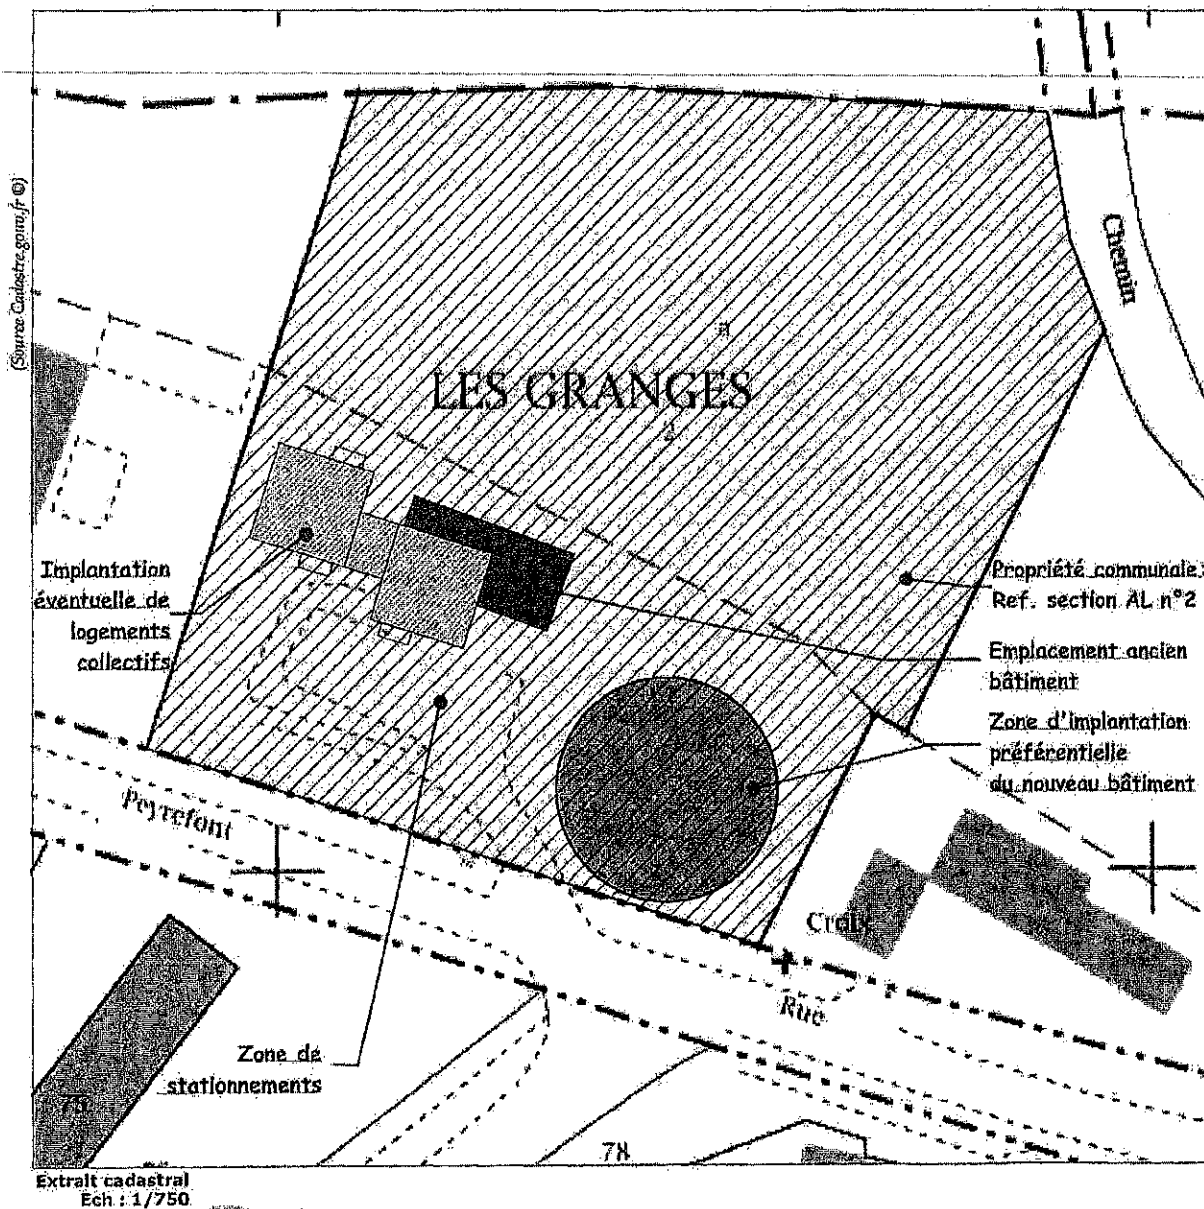 (Source Cadastre.gouv.fr ©)
Chemin
LES GRANGES
2
Implantation
éventuelle de
logements
collectifs
Propriété communale
Ref. section AL n°2
Emplacement ancien
bâtiment
Zone d'implantation
préférentielle
du nouveau bâtiment
Peyrefont
Croix
Rue
Zone de
stationnements
78
Extrait cadastral
Ech : 1/750